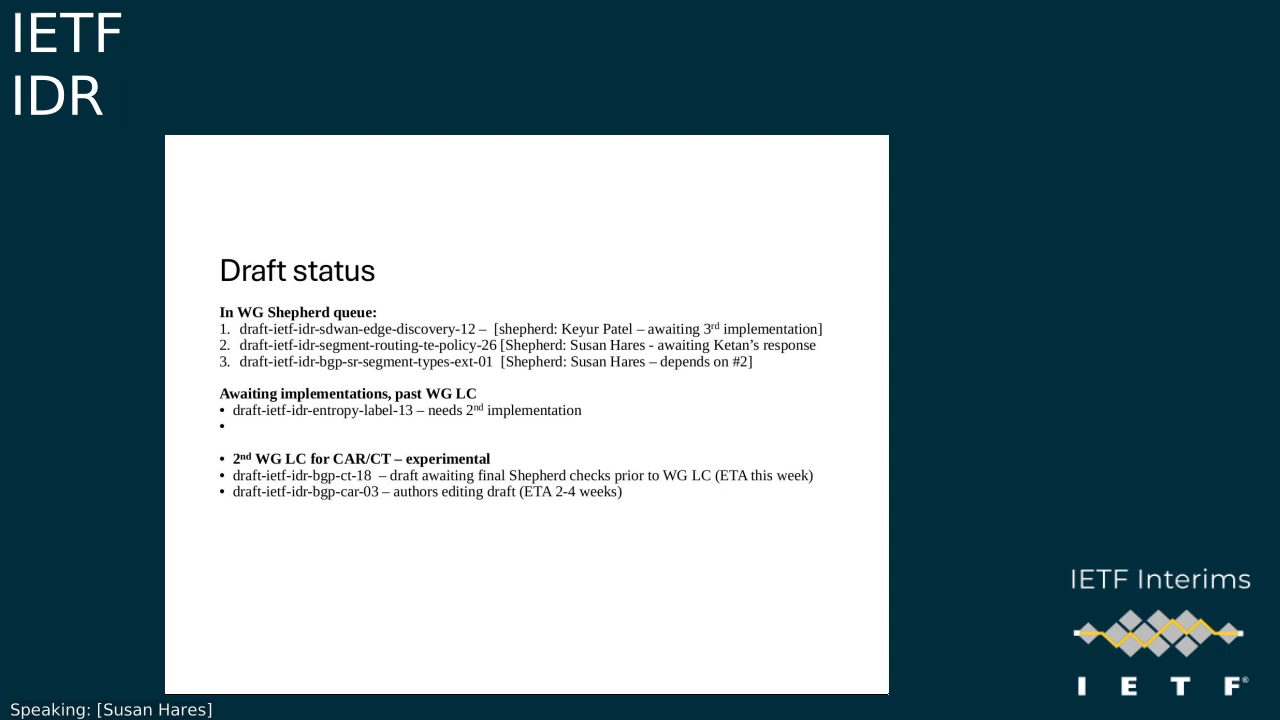 IETF
IDR
Draft status
In WG Shepherd queue:
1. draft-ietf-idr-sdwan-edge-discovery-12 – [shepherd: Keyur Patel – awaiting 3rd implementation]
2. draft-ietf-idr-segment-routing-te-policy-26 [Shepherd: Susan Hares - awaiting Ketan’s response
3. draft-ietf-idr-bgp-sr-segment-types-ext-01 [Shepherd: Susan Hares – depends on #2]
Awaiting implementations, past WG LC
• draft-ietf-idr-entropy-label-13 – needs 2nd implementation
•
• 2nd WG LC for CAR/CT – experimental
• draft-ietf-idr-bgp-ct-18 – draft awaiting final Shepherd checks prior to WG LC (ETA this week)
• draft-ietf-idr-bgp-car-03 – authors editing draft (ETA 2-4 weeks)
IETF Interims
I E T F®
Speaking: [Susan Hares]